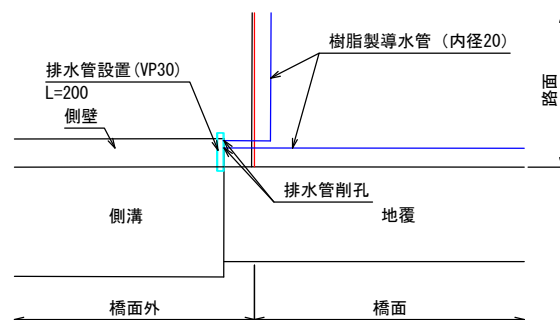 樹脂製導水管（内径20）
排水管設置(VP30)
L=200
側壁
路面
排水管削孔
側溝
地覆
橋面外
橋面